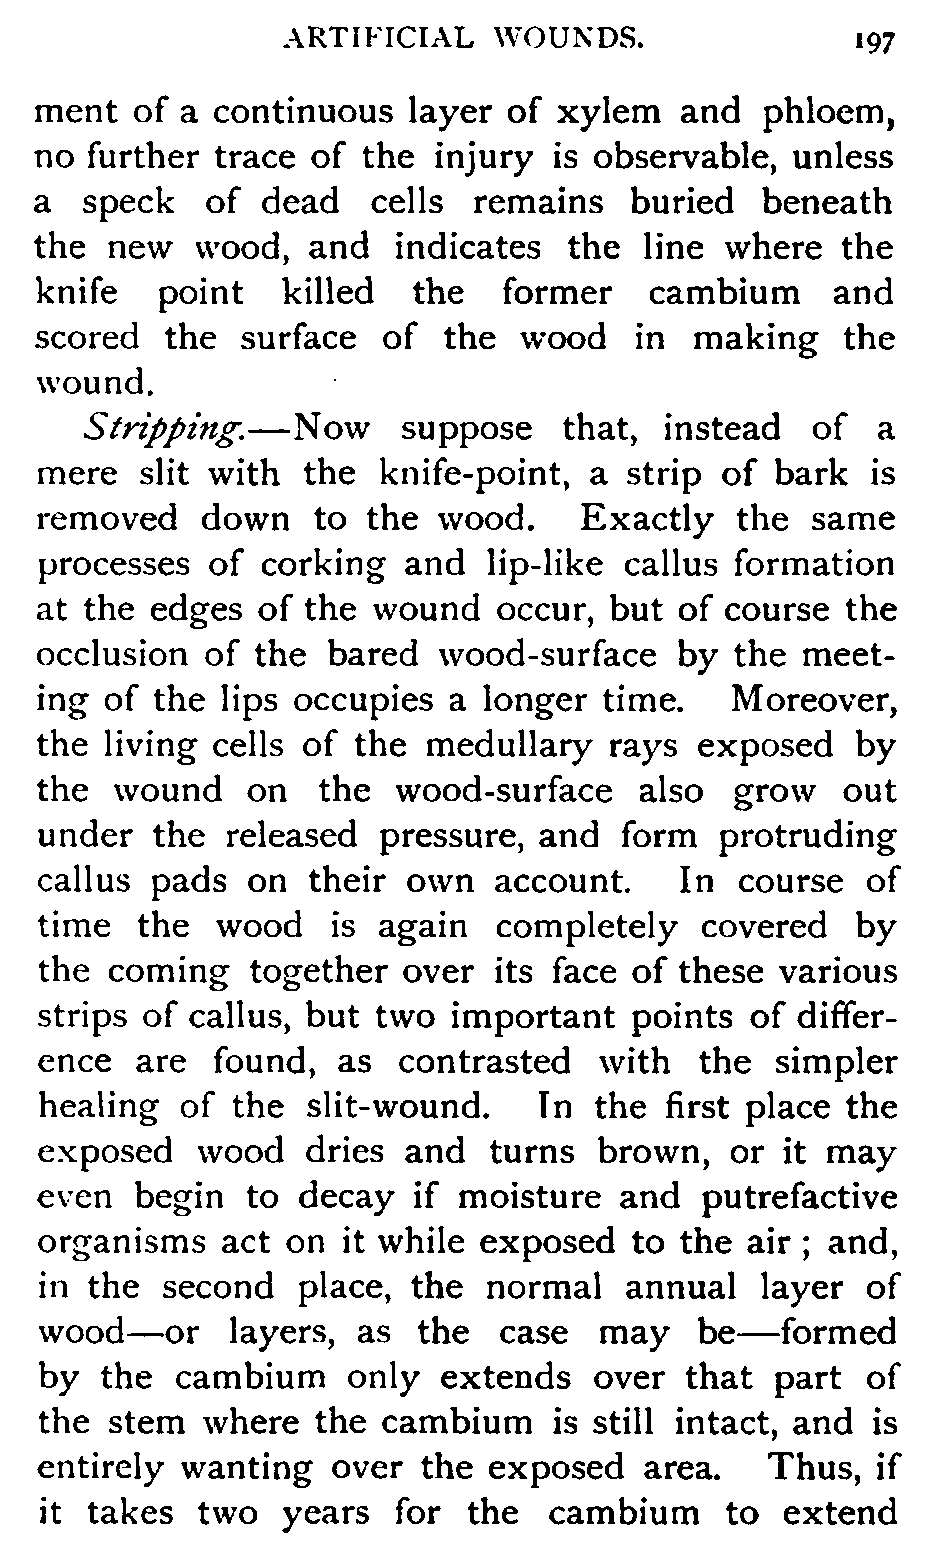 ARTIFICIAL WOUNDS. 197
ment of a continuous layer of xylem and phloem,
no further trace of the injury is observable, unless
a speck of dead cells remains buried beneath
the new wood, and indicates the line where the
knife point killed the former cambium and
scored the surface of the wood in making the
wound.
Stripping.—Now suppose that, instead of a
mere slit with the knife-point, a strip of bark is
removed down to the wood. Exactly the same
processes of corking and lip-like callus formation
at the edges of the wound occur, but of course the
occlusion of the bared wood-surface by the meet-
ing of the lips occupies a longer time. Moreover,
the living cells of the medullary rays exposed by
the wound on the wood-surface also grow out
under the released pressure, and form protruding
callus pads on their own account. In course of
time the wood is again completely covered by
the coming together over its face of these various
strips of callus, but two important points of differ-
ence are found, as contrasted with the simpler
healing of the slit-wound. In the first place the
exposed wood dries and turns brown, or it may
even begin to decay if moisture and putrefactive
organisms act on it while exposed to the air ; and,
in the second place, the normal annual layer of
wood—or layers, as the case may be—formed
by the cambium only extends over that part of
the stem where the cambium is still intact, and is
entirely wanting over the exposed area. Thus, if
it takes two years for the cambium to extend